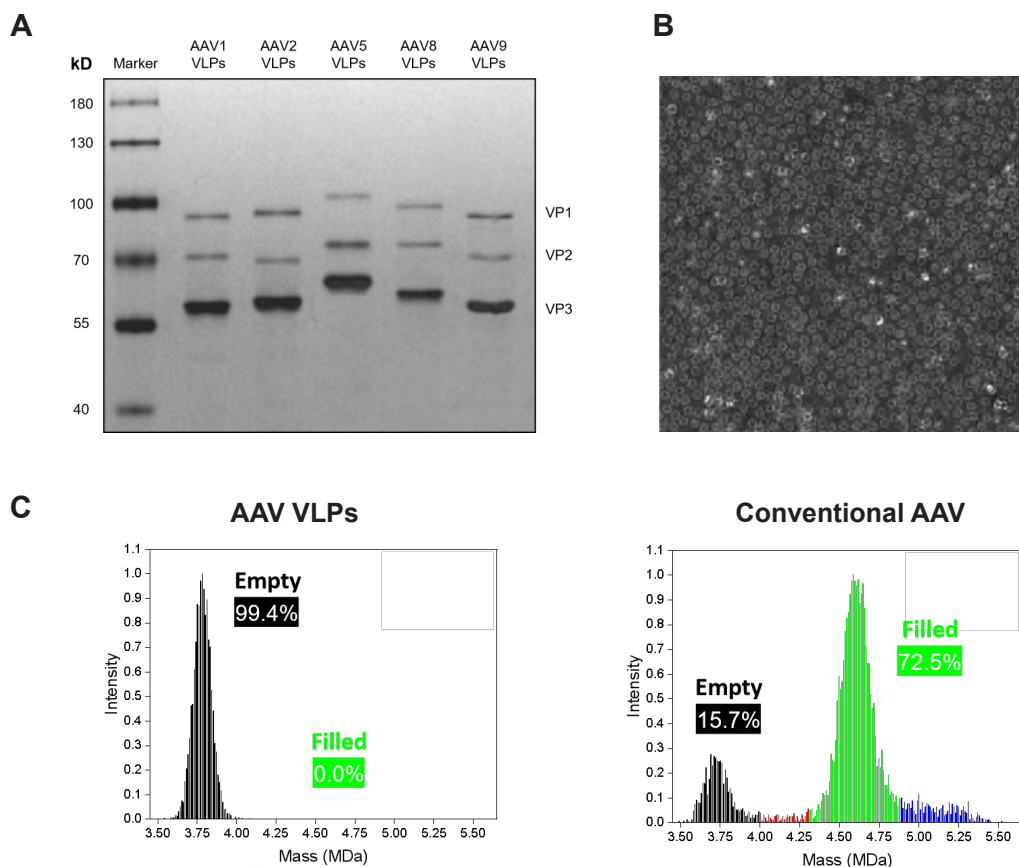 A
B
AAV1 AAV2 AAV5 AAV8 AAV9
kD Marker VLPs VLPs VLPs VLPs VLPs
180
130
100
VP1
70
VP2
VP3
55
40
C
AAV VLPs
Conventional AAV
1.1
1.0
0.9
0.8
0.7
0.6
0.5
0.4
0.3
0.2
0.1
0.0
Intensity
Empty
99.4%
Filled
0.0%
3.50 3.75 4.00 4.25 4.50 4.75 5.00 5.25 5.50
Mass (MDa)
1.1
1.0
0.9
0.8
0.7
0.6
0.5
0.4
0.3
0.2
0.1
0.0
Intensity
Empty
15.7%
Filled
72.5%
3.50 3.75 4.00 4.25 4.50 4.75 5.00 5.25 5.50
Mass (MDa)